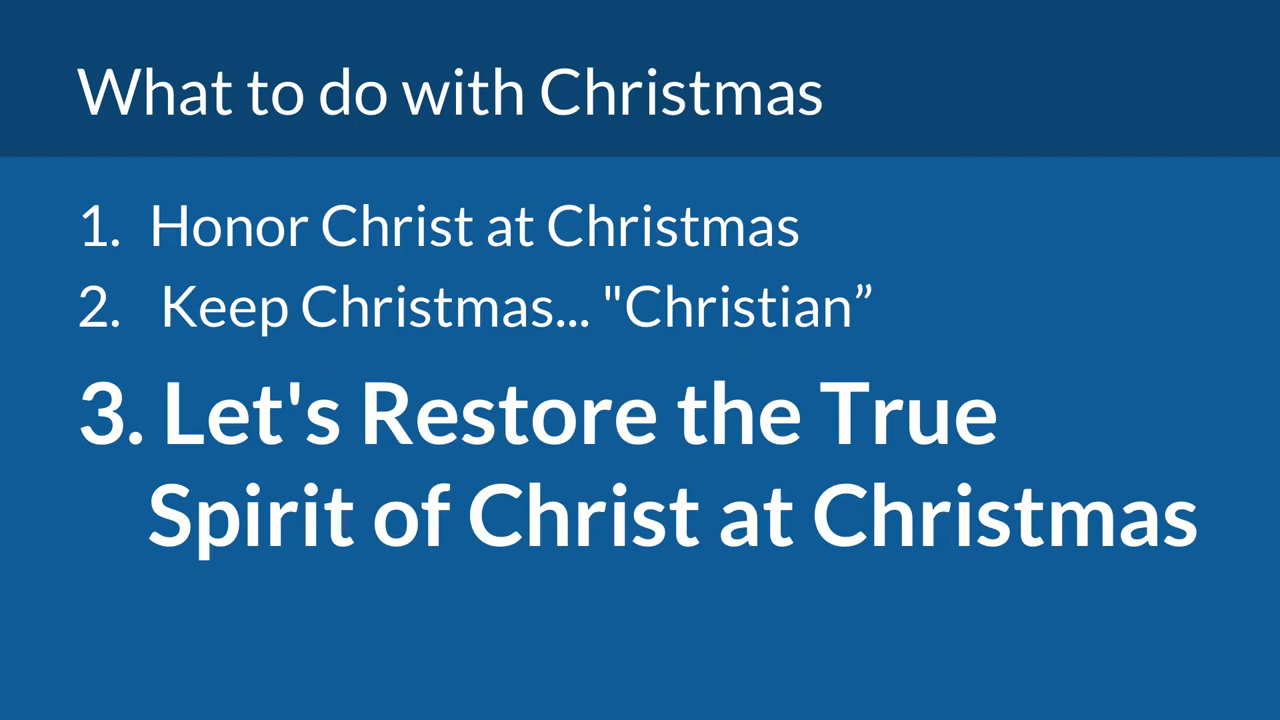 What to do with Christmas
1. Honor Christ at Christmas
2. Keep Christmas... "Christian”
3. Let's Restore the True
Spirit of Christ at Christmas